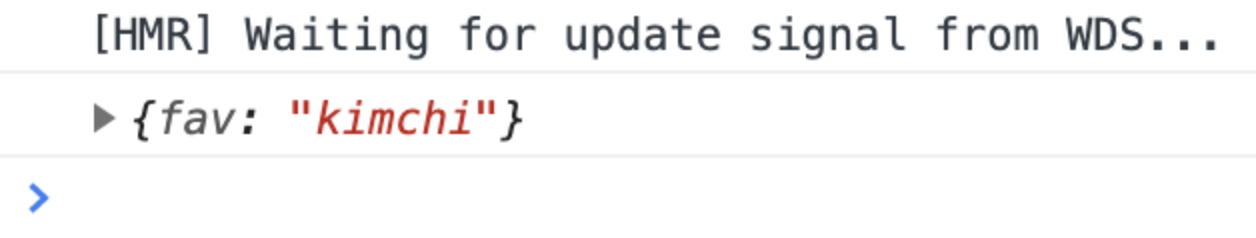 [HMR] Waiting for update signal from WDS...
{fav: "kimchi"}